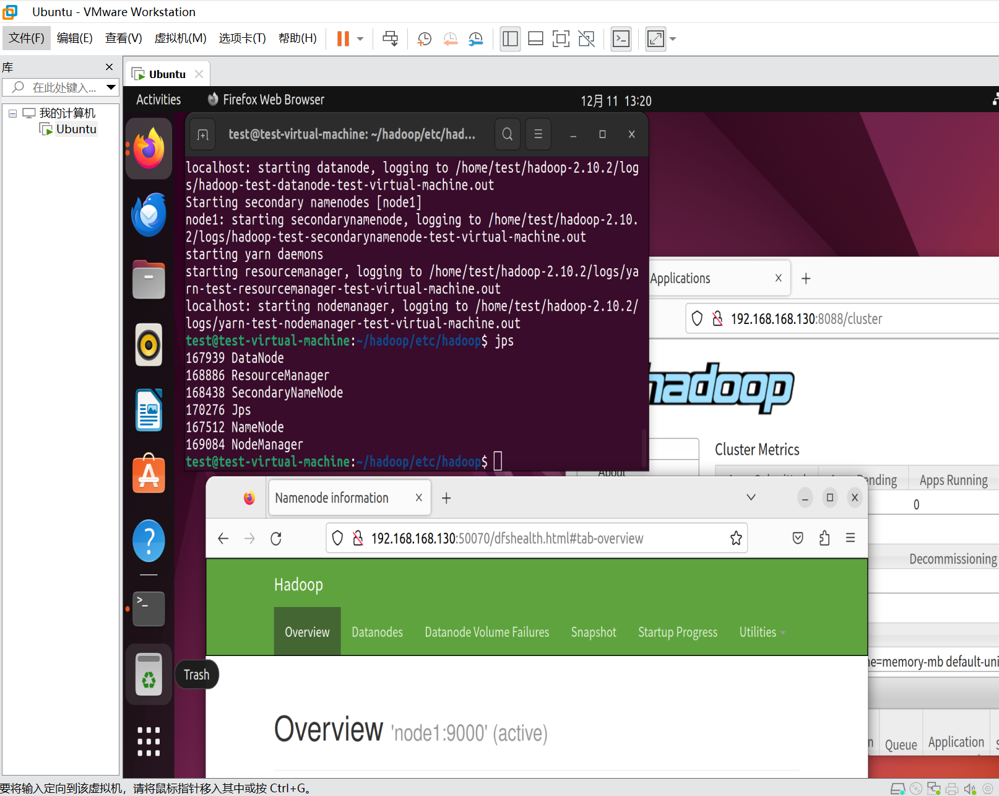 Ubuntu - VMware Workstation
文件(F) 编辑(E) 查看(V) 虚拟机(M) 选项卡(T) 帮助(H)
库
在此处键入...
我的计算机
Ubuntu
Ubuntu
Activities Firefox Web Browser 12月 11 13:20
test@test-virtual-machine: ~/hadoop/etc/had...
localhost: starting datanode, logging to /home/test/hadoop-2.10.2/log
s/hadoop-test-datanode-test-virtual-machine.out
Starting secondary namenodes [node1]
node1: starting secondarynamenode, logging to /home/test/hadoop-2.10.
2/logs/hadoop-test-secondarynamenode-test-virtual-machine.out
starting yarn daemons
starting resourcemanager, logging to /home/test/hadoop-2.10.2/logs/ya
rn-test-resourcemanager-test-virtual-machine.out
localhost: starting nodemanager, logging to /home/test/hadoop-2.10.2/
logs/yarn-test-nodemanager-test-virtual-machine.out
test@test-virtual-machine:~/hadoop/etc/hadoop$ jps
167939 DataNode
168886 ResourceManager
168438 SecondaryNameNode
170276 Jps
167512 NameNode
169084 NodeManager
test@test-virtual-machine:~/hadoop/etc/hadoop$
Applications
192.168.168.130:8088/cluster
hadoop
Cluster Metrics
About
Apps Running
0
Decommissioning
=memory-mb default-uni
Queue Application
Namenode information
192.168.168.130:50070/dfshealth.html#tab-overview
Hadoop
Overview Datanodes Datanode Volume Failures Snapshot Startup Progress Utilities
Trash
Overview 'node1:9000' (active)
要将输入定向到该虚拟机，请将鼠标指针移入其中或按 Ctrl+G。